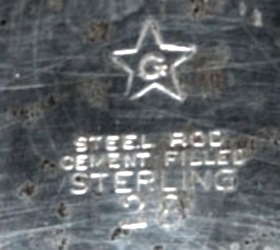 G
STEEL ROD
CEMENT FILLED
STERLING